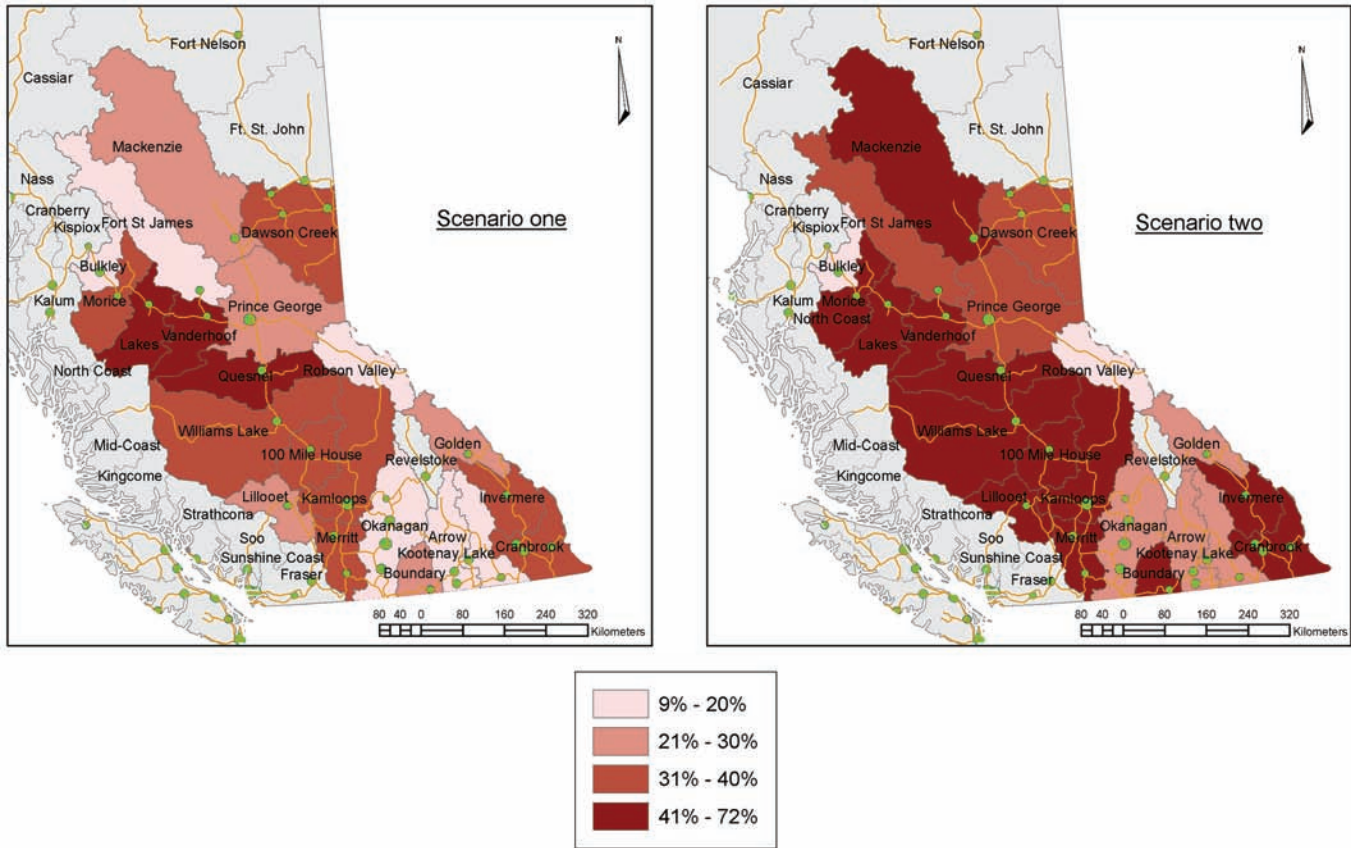 Fort Nelson
N
Cassiar
Ft. St. John
Mackenzie
Nass
Cranberry
Kispiox
Fort St James
Scenario one
Dawson Creek
Bulkley
Kalum
Morice
Prince George
Vanderhoof
Lakes
North Coast
Quesnel
Robson Valley
Williams Lake
Mid-Coast
Golden
100 Mile House
Revelstoke
Kingcome
Lillooet
Kamloops
Invermere
Strathcona
Okanagan
Soo
Merritt
Arrow
Sunshine Coast
Kootenay Lake
Cranbrook
Fraser
Boundary
80 40 0 80 160 240 320
Kilometers
Fort Nelson
N
Cassiar
Ft. St. John
Mackenzie
Nass
Cranberry
Kispiox
Fort St James
Scenario two
Dawson Creek
Bulkley
Kalum
Morice
Prince George
North Coast
Vanderhoof
Lakes
Quesnel
Robson Valley
Williams Lake
Mid-Coast
Golden
100 Mile House
Revelstoke
Kingcome
Lillooet
Kamloops
Invermere
Strathcona
Okanagan
Soo
Merritt
Arrow
Sunshine Coast
Kootenay Lake
Cranbrook
Fraser
Boundary
80 40 0 80 160 240 320
Kilometers
9% - 20%
21% - 30%
31% - 40%
41% - 72%